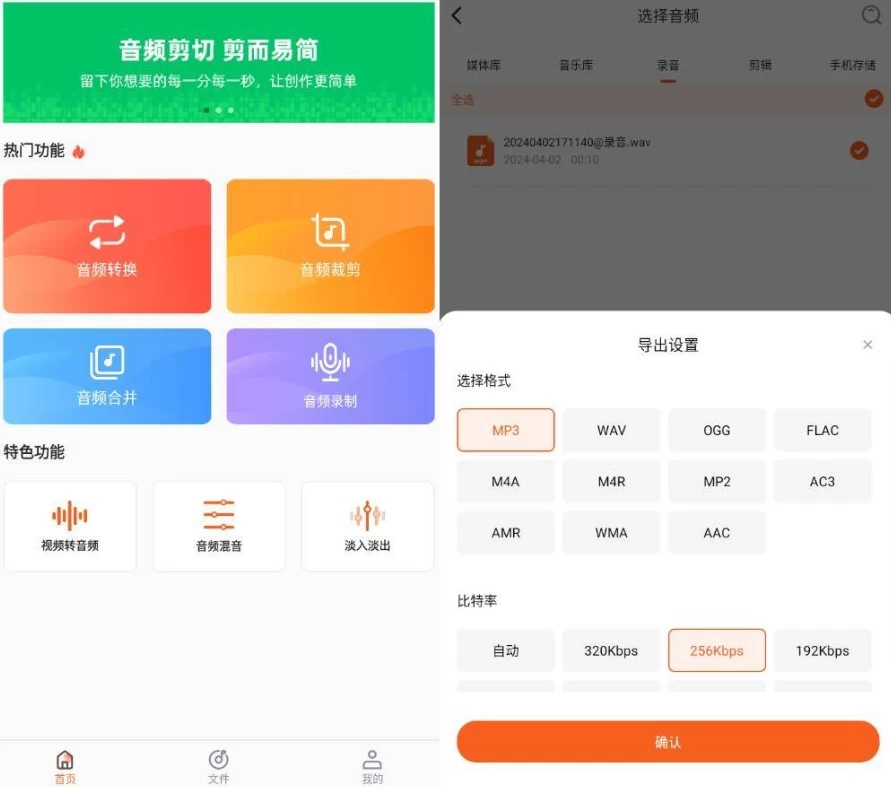 音频剪切 剪而易简
留下你想要的每一分每一秒，让创作更简单
热门功能
音频转换
音频裁剪
音频合并
音频录制
特色功能
视频转音频
音频混音
淡入淡出
首页
文件
我的
选择音频
媒体库
音乐库
录音
剪辑
手机存储
全选
20240402171140@录音.wav
2024-04-02 00:10
导出设置
×
选择格式
MP3
WAV
OGG
FLAC
M4A
M4R
MP2
AC3
AMR
WMA
AAC
比特率
自动
320Kbps
256Kbps
192Kbps
确认